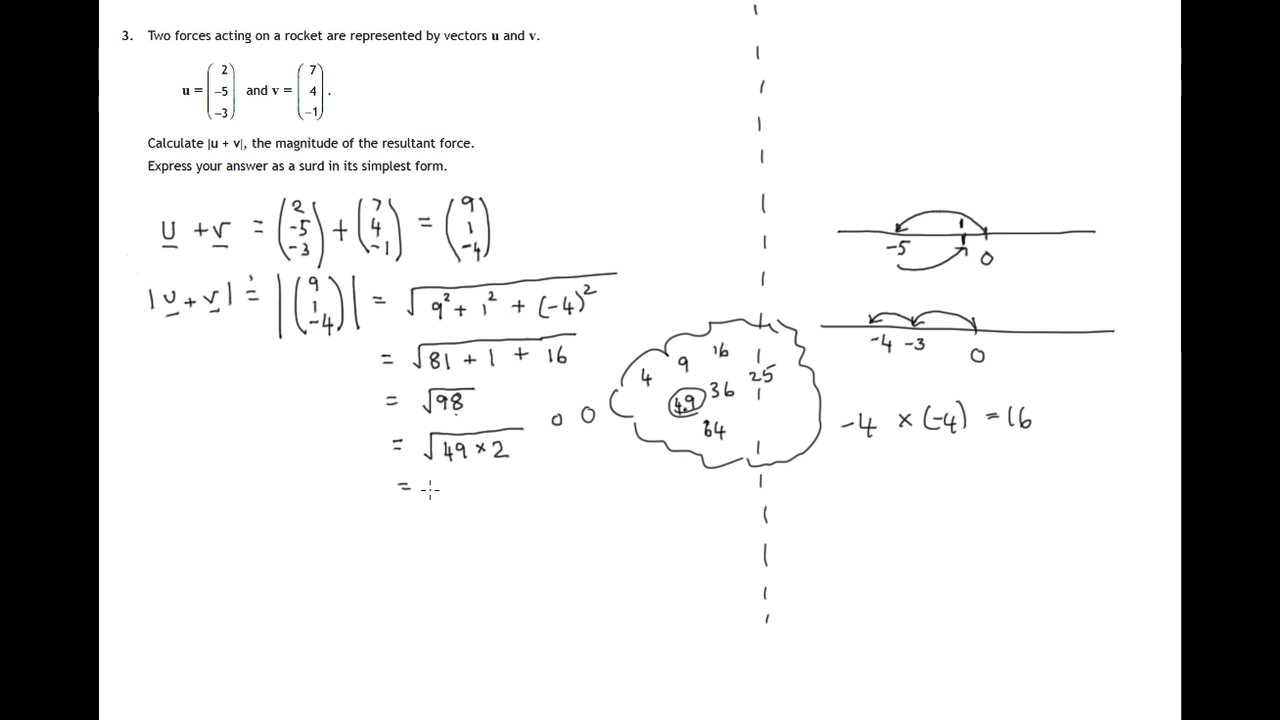 3. Two forces acting on a rocket are represented by vectors u and v.
u = (2 -5 -3) and v = (7 4 -1).
Calculate |u + v|, the magnitude of the resultant force.
Express your answer as a surd in its simplest form.
u + v = (2 -5 -3) + (7 4 -1) = (9 1 -4)
|u + v| = |(9 1 -4)| = √(9² + 1² + (-4)²)
= √(81 + 1 + 16)
= √98
= √(49 × 2)
=
4 9 16 25
49 36
64
-5 0
-4 -3 0
-4 × (-4) = 16